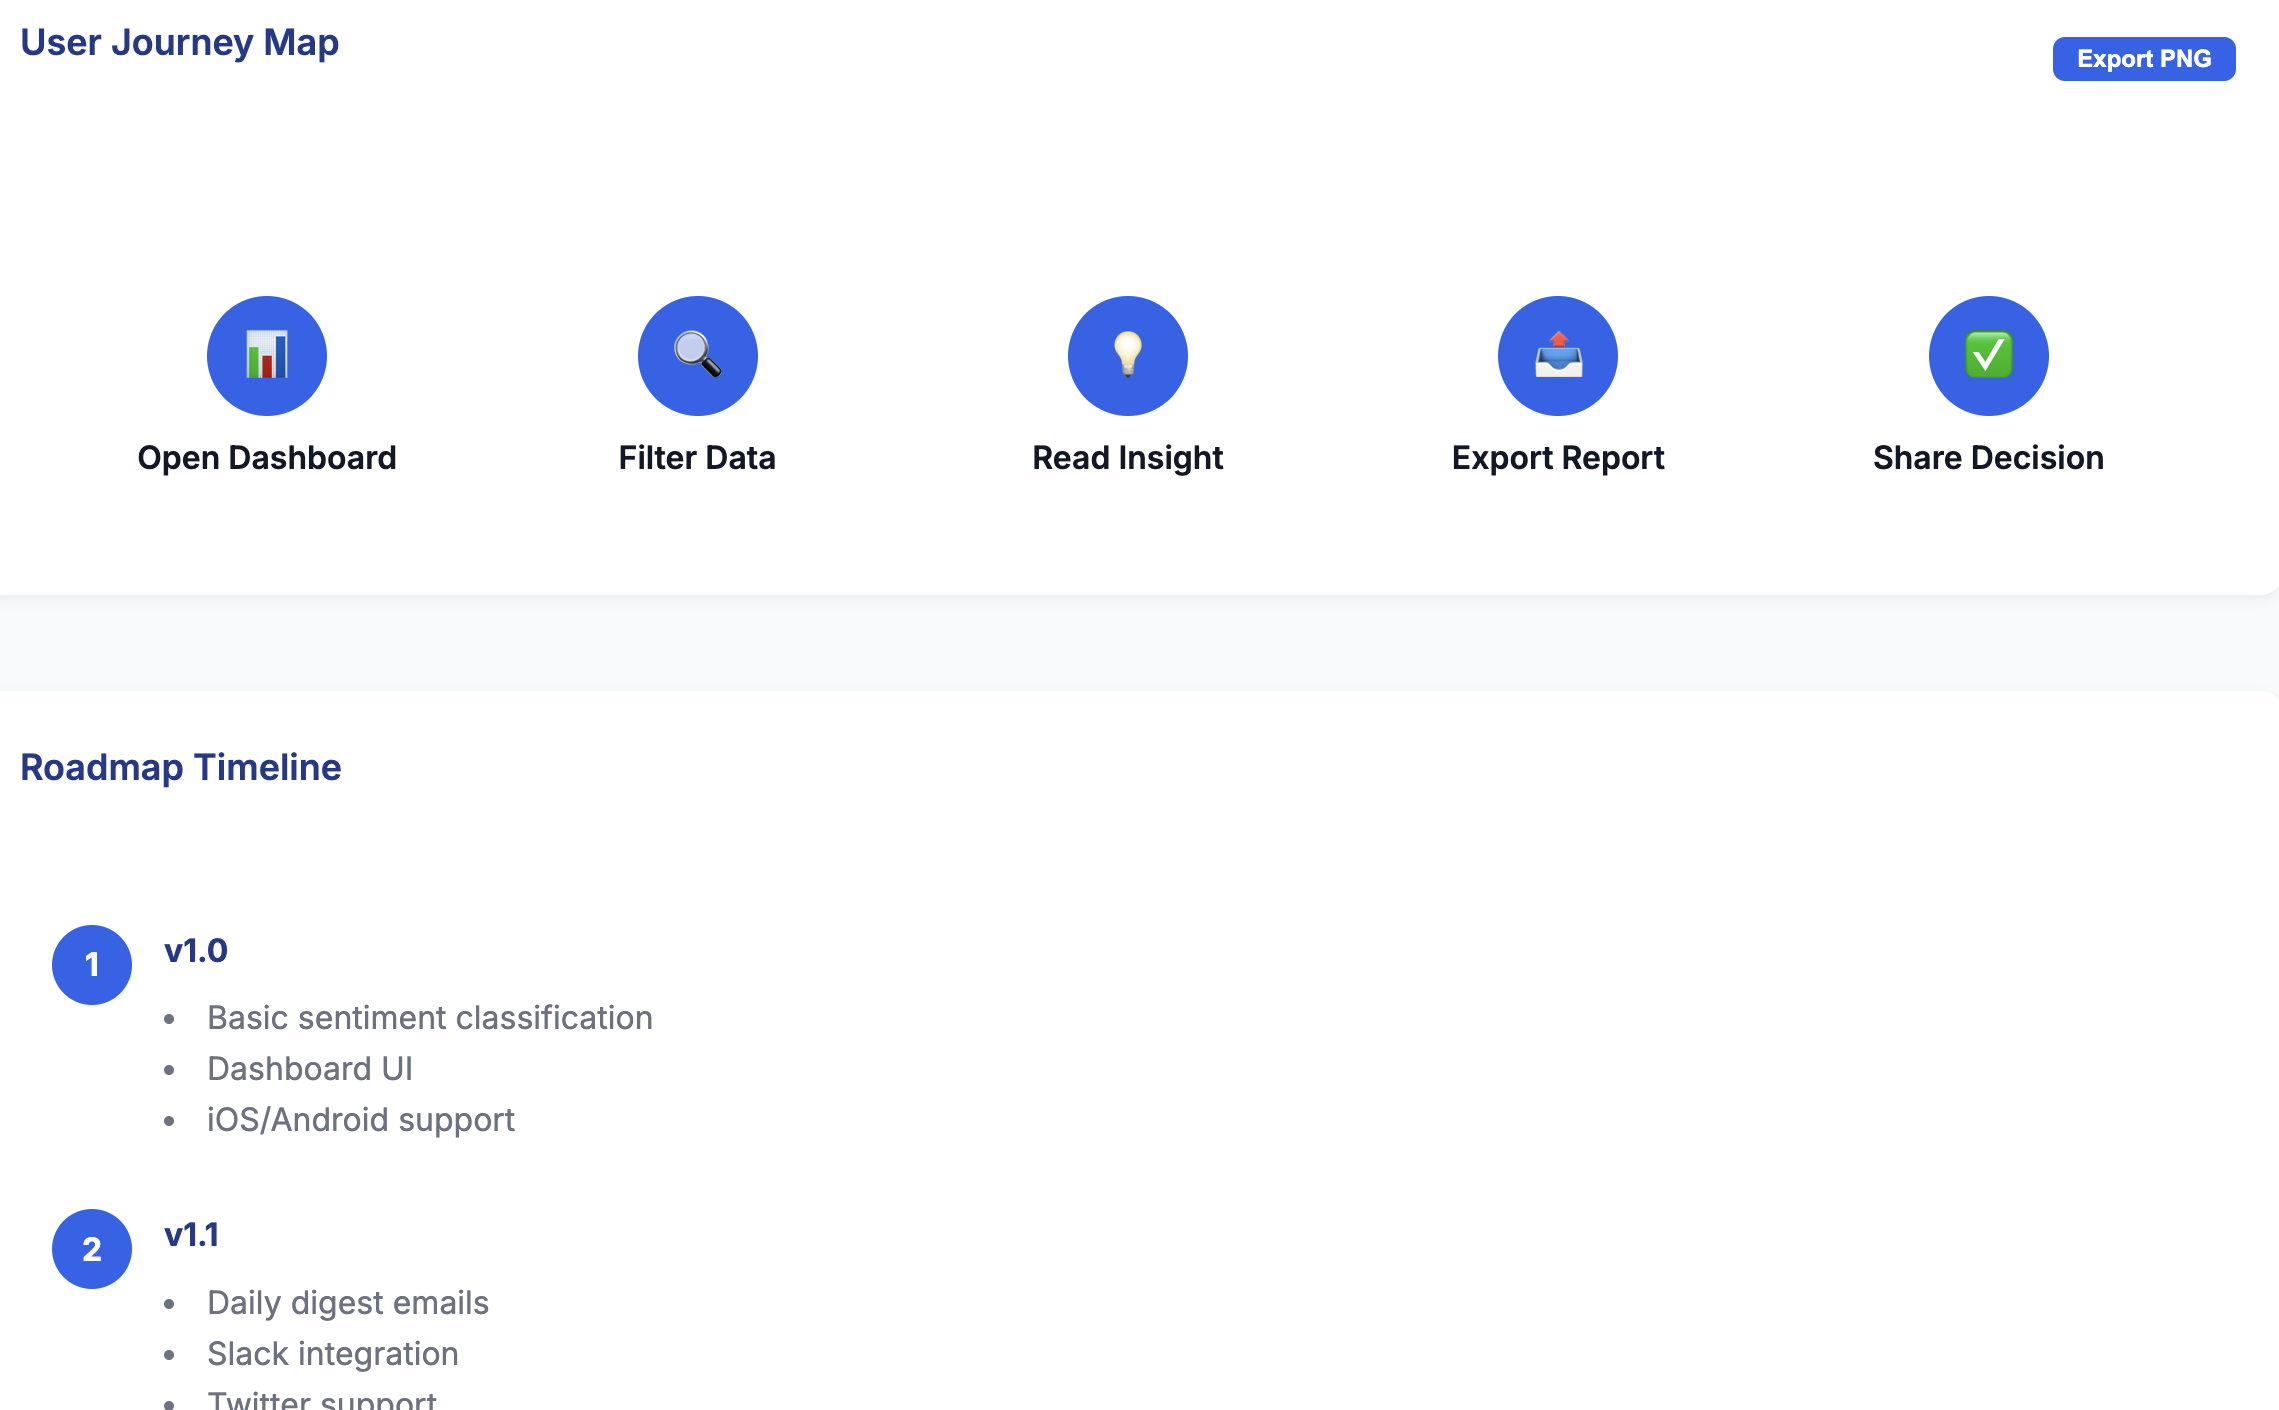 User Journey Map
Export PNG
Open Dashboard
Filter Data
Read Insight
Export Report
Share Decision
Roadmap Timeline
1
v1.0
• Basic sentiment classification
• Dashboard UI
• iOS/Android support
2
v1.1
• Daily digest emails
• Slack integration
• Twitter support